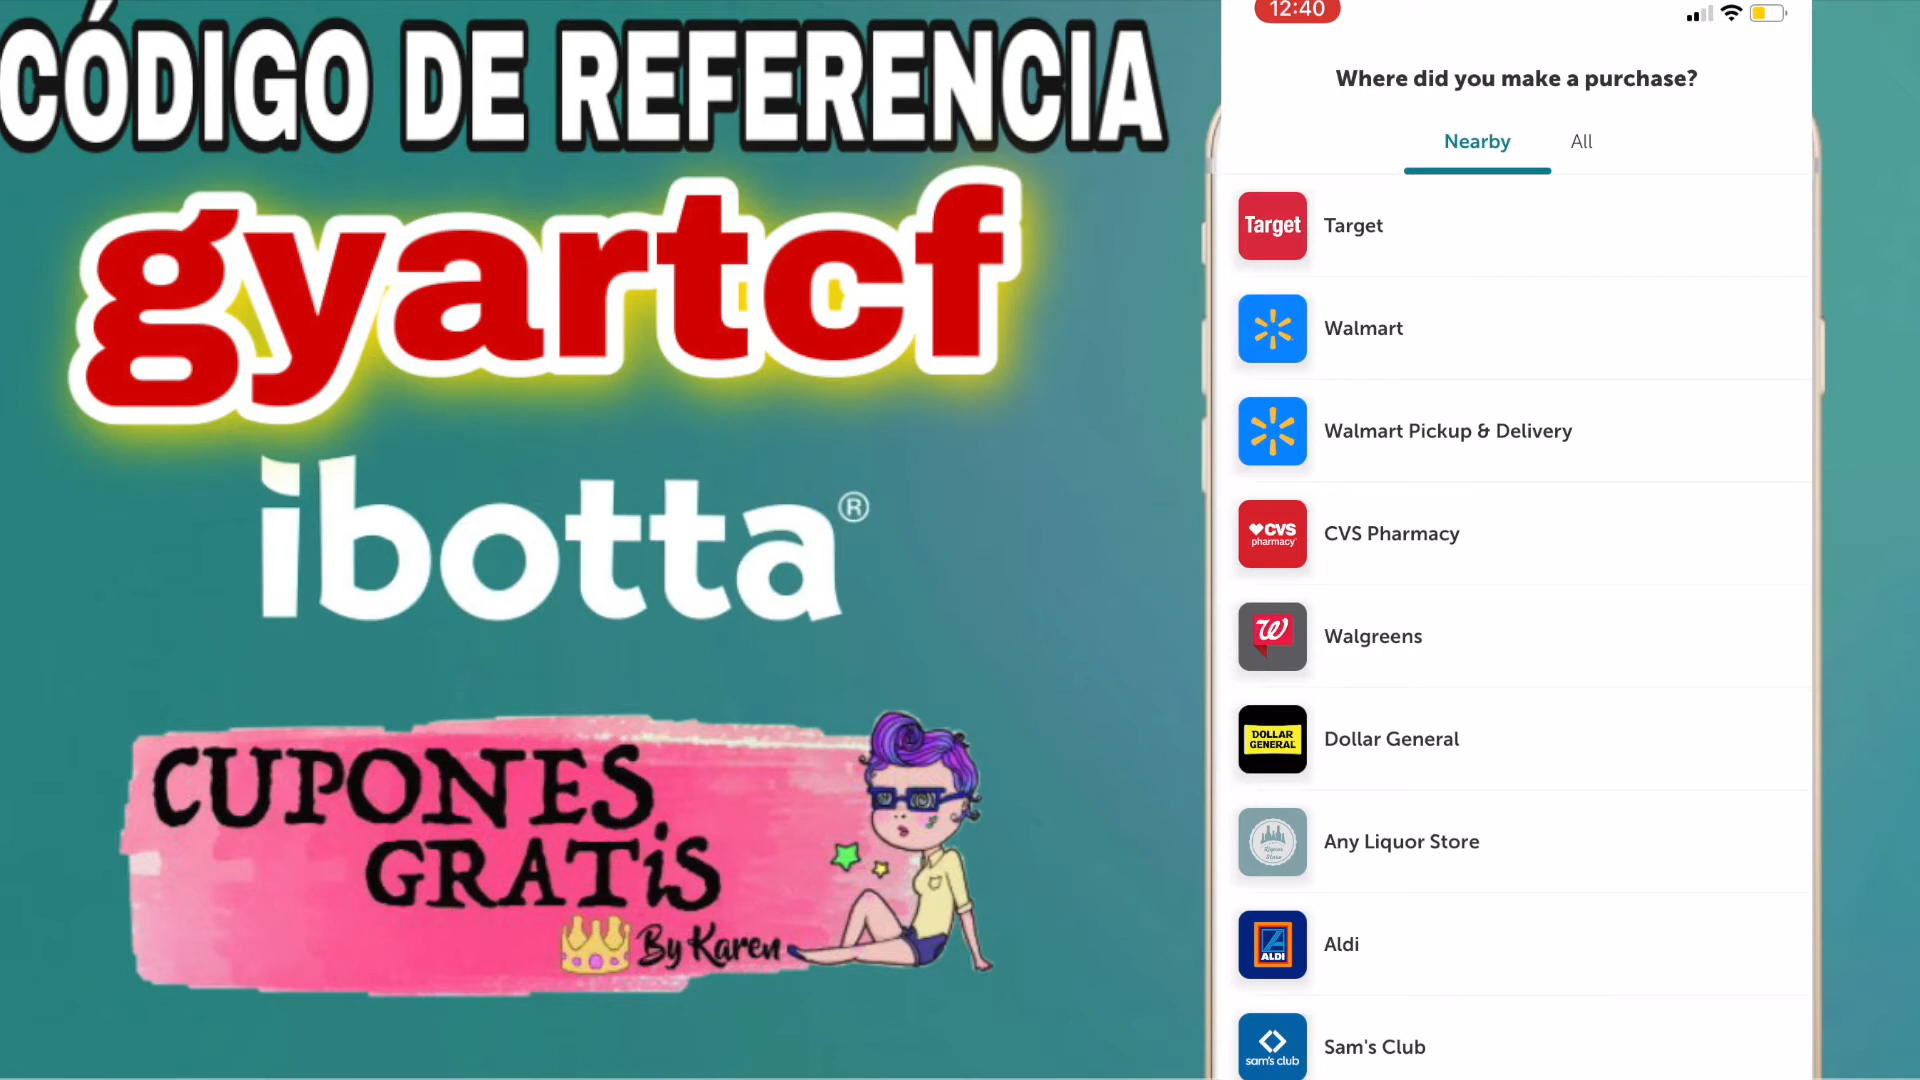 CÓDIGO DE REFERENCIA
gyartcf
ibotta®
CUPONES
GRATiS
By Karen
12:40
Where did you make a purchase?
Nearby
All
Target
Target
Walmart
Walmart Pickup & Delivery
CVS
pharmacy
CVS Pharmacy
W
Walgreens
DOLLAR
GENERAL
Dollar General
Liquor
Store
Any Liquor Store
ALDI
Aldi
sam's club
Sam's Club